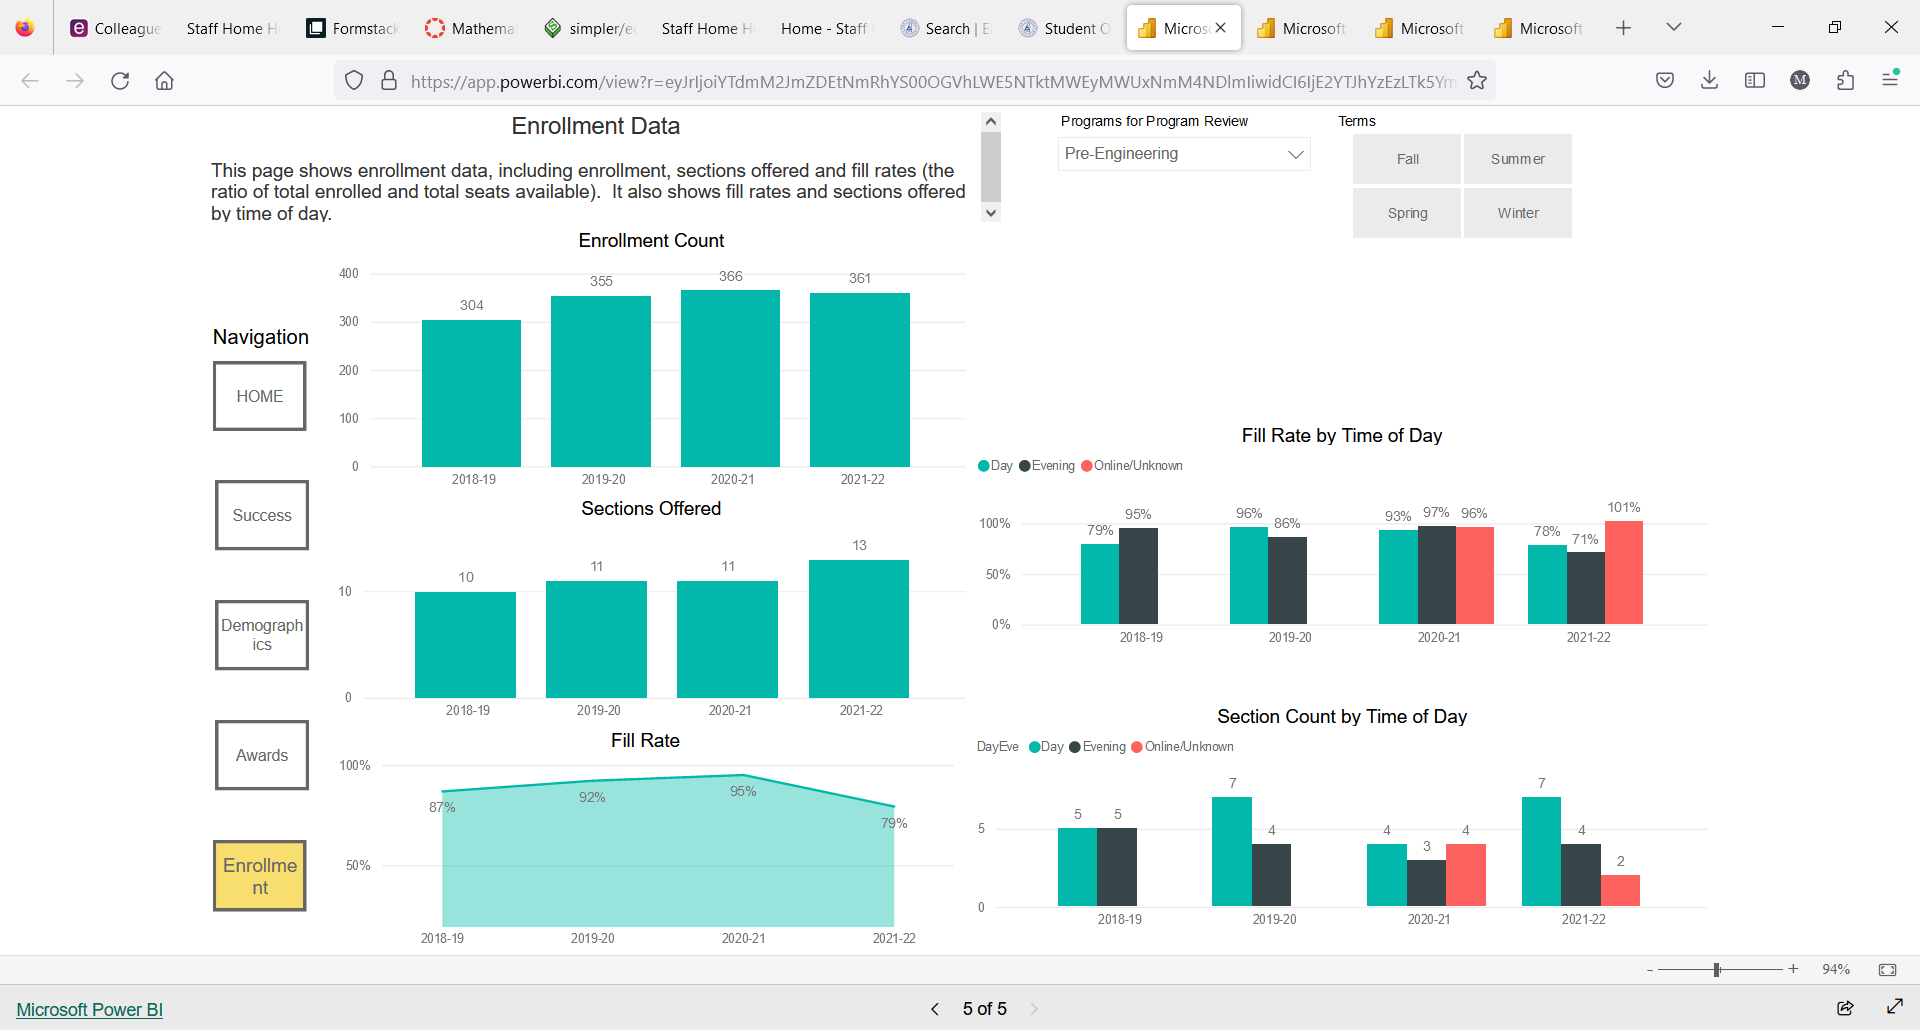 Colleague
Staff Home H
Formstack
Mathema
simpler/e
Staff Home H
Home - Staff
Search | E
Student O
Micros
Microsoft
Microsoft
Microsoft
Enrollment Data
Programs for Program Review
Pre-Engineering
Terms
Fall
Summer
Spring
Winter
This page shows enrollment data, including enrollment, sections offered and fill rates (the
ratio of total enrolled and total seats available).  It also shows fill rates and sections offered
by time of day.
Navigation
HOME
Success
Demograph
ics
Awards
Enrollme
nt
Enrollment Count
400
300
200
100
0
304
355
366
361
2018-19
2019-20
2020-21
2021-22
Sections Offered
10
0
10
11
11
13
2018-19
2019-20
2020-21
2021-22
Fill Rate
100%
50%
87%
92%
95%
79%
2018-19
2019-20
2020-21
2021-22
Fill Rate by Time of Day
Day Evening Online/Unknown
100%
50%
0%
79%
95%
96%
86%
93%
97%
96%
78%
71%
101%
2018-19
2019-20
2020-21
2021-22
Section Count by Time of Day
DayEve Day Evening Online/Unknown
5
0
5
5
7
4
4
3
4
7
4
2
2018-19
2019-20
2020-21
2021-22
- + 94%
Microsoft Power BI
5 of 5